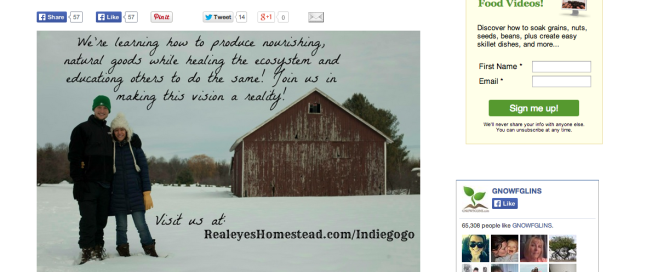 Share 57
Like 57
Pin it
Tweet 14
g+1 0
We're learning how to produce nourishing,
natural goods while healing the ecosystem and
educationg others to do the same! Join us in
making this vision a reality!
Visit us at:
RealeyesHomestead.com/Indiegogo
Food Videos!
Discover how to soak grains, nuts,
seeds, beans, plus create easy
skillet dishes, and more...
First Name *
Email *
Sign me up!
We'll never share your info with anyone else.
You can unsubscribe at any time.
GNOWFGLINS
Like
65,309 people like GNOWFGLINS.